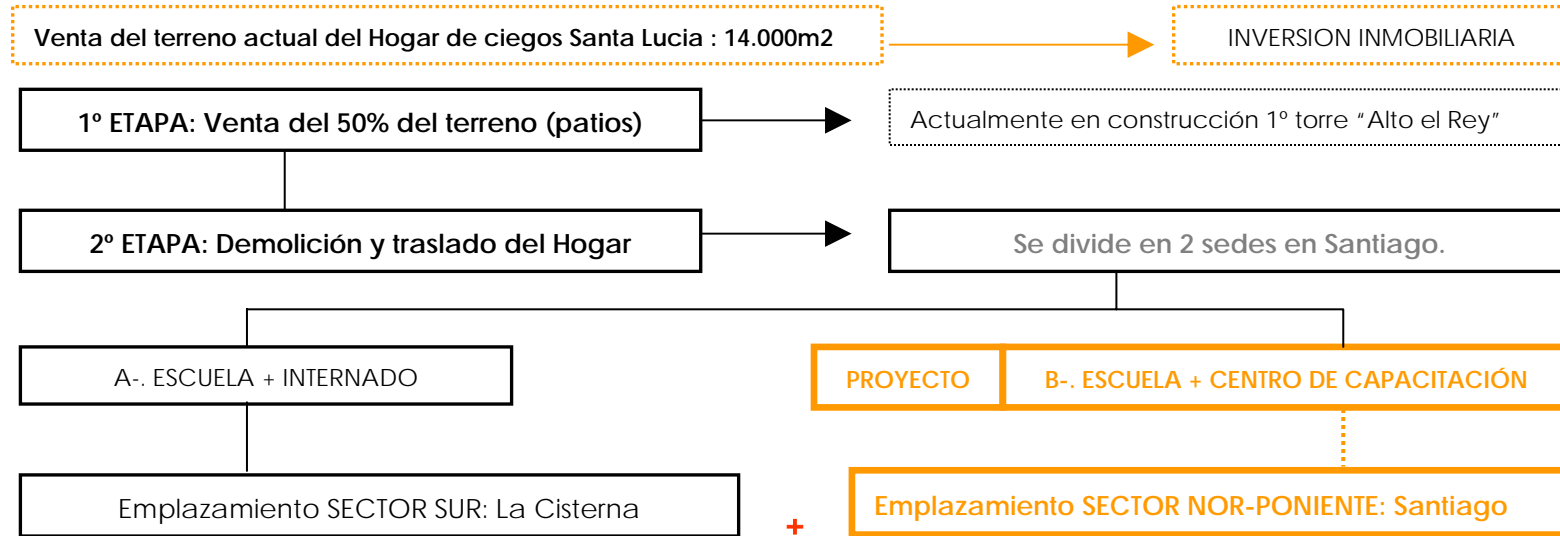 Venta del terreno actual del Hogar de ciegos Santa Lucia : 14.000m2
INVERSION INMOBILIARIA
1º ETAPA: Venta del 50% del terreno (patios)
Actualmente en construcción 1º torre “Alto el Rey”
2º ETAPA: Demolición y traslado del Hogar
Se divide en 2 sedes en Santiago.
A-. ESCUELA + INTERNADO
PROYECTO
B-. ESCUELA + CENTRO DE CAPACITACIÓN
Emplazamiento SECTOR SUR: La Cisterna
+
Emplazamiento SECTOR NOR-PONIENTE: Santiago